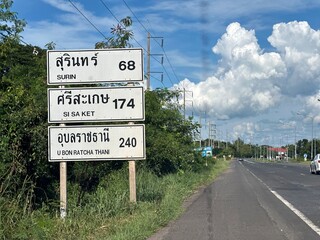 สุรินทร์ 68
SURIN
ศรีสะเกษ 174
SI SA KET
อุบลราชธานี 240
U BON RATCHA THANI